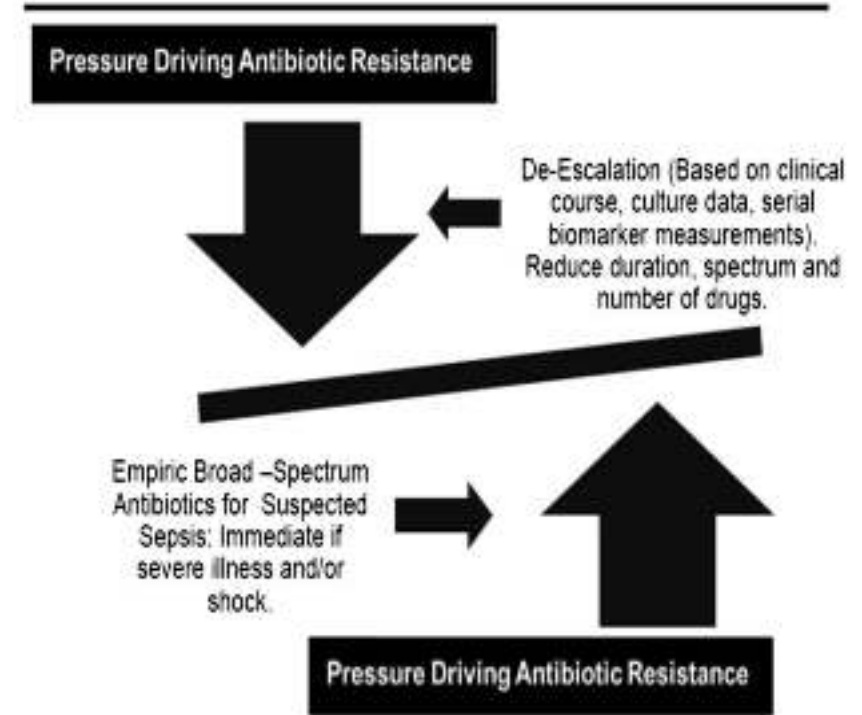 Pressure Driving Antibiotic Resistance
De-Escalation (Based on clinical
course, culture data, serial
biomarker measurements).
Reduce duration, spectrum and
number of drugs.
Empiric Broad –Spectrum
Antibiotics for Suspected
Sepsis: Immediate if
severe illness and/or
shock.
Pressure Driving Antibiotic Resistance